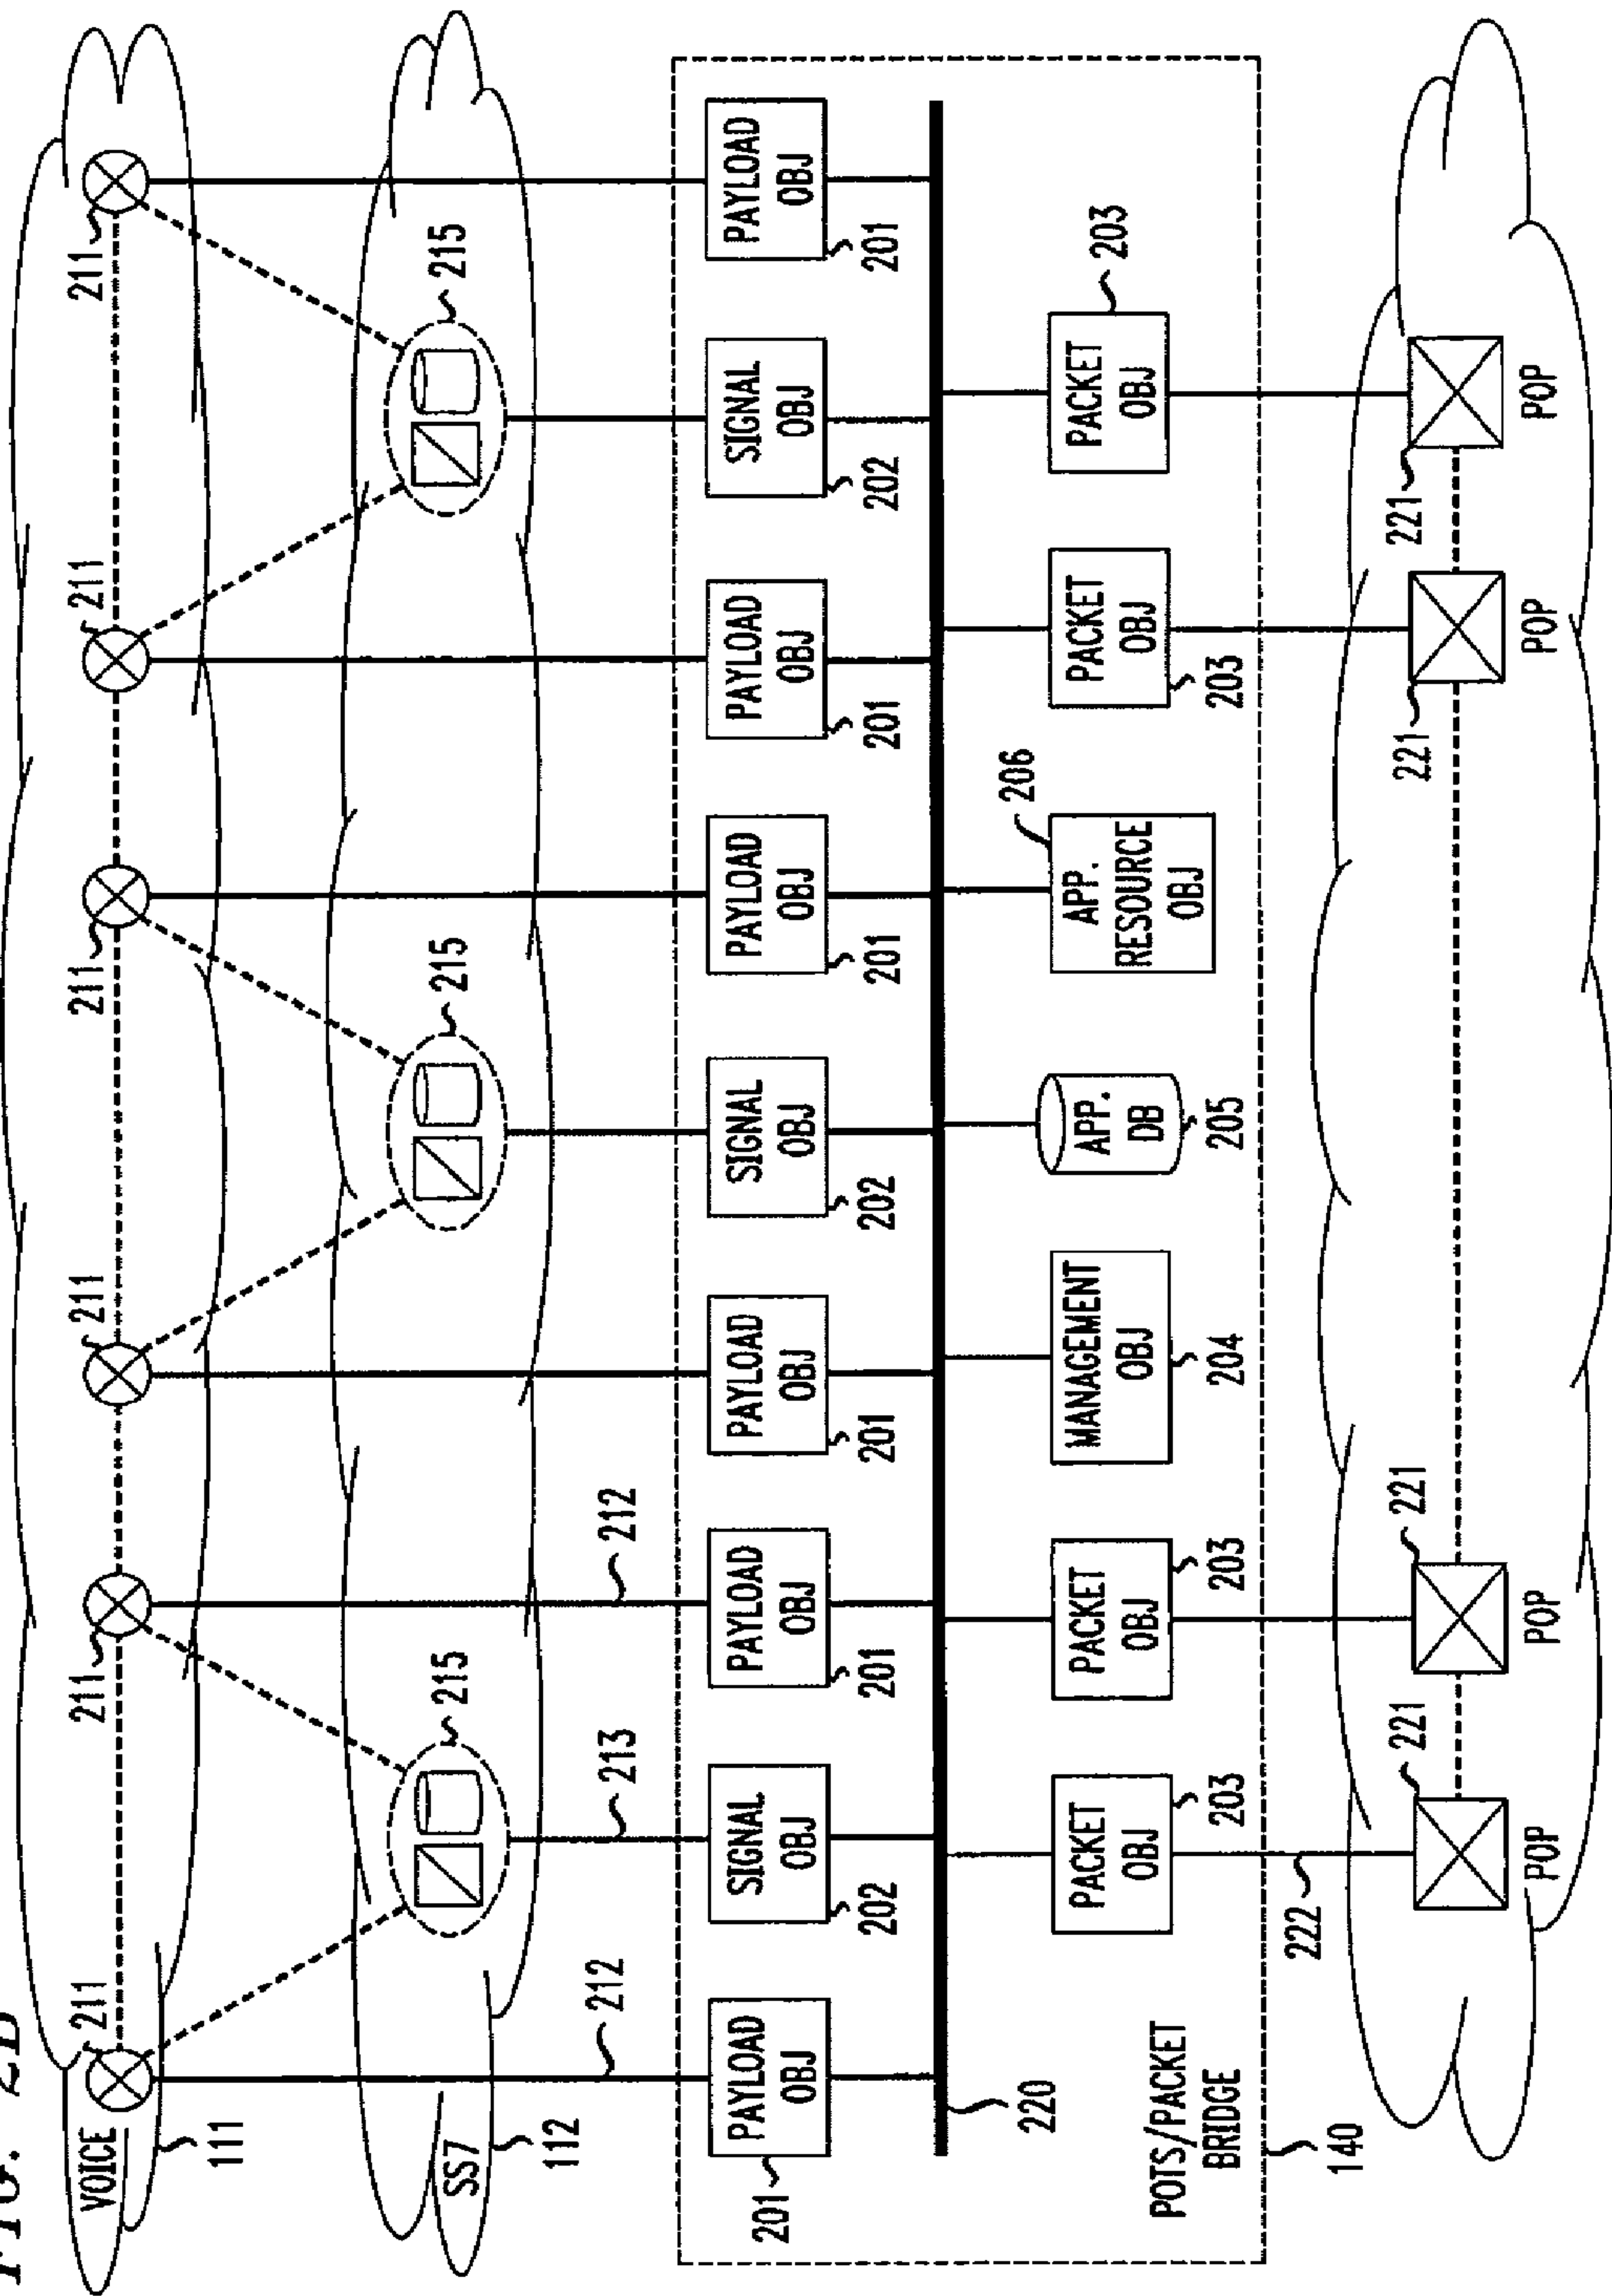 FIG. 2B
211
211
211
211
211
211
VOICE
111
215
215
215
SS7
112
212
213
212
PAYLOAD
OBJ
201
SIGNAL
OBJ
202
PAYLOAD
OBJ
201
PAYLOAD
OBJ
201
SIGNAL
OBJ
202
PAYLOAD
OBJ
201
PAYLOAD
OBJ
201
SIGNAL
OBJ
202
PAYLOAD
OBJ
201
220
PACKET
OBJ
203
PACKET
OBJ
203
MANAGEMENT
OBJ
204
APP.
DB
205
APP.
RESOURCE
OBJ
206
PACKET
OBJ
203
PACKET
OBJ
203
POTS/PACKET
BRIDGE
140
222
221
221
221
221
POP
POP
POP
POP